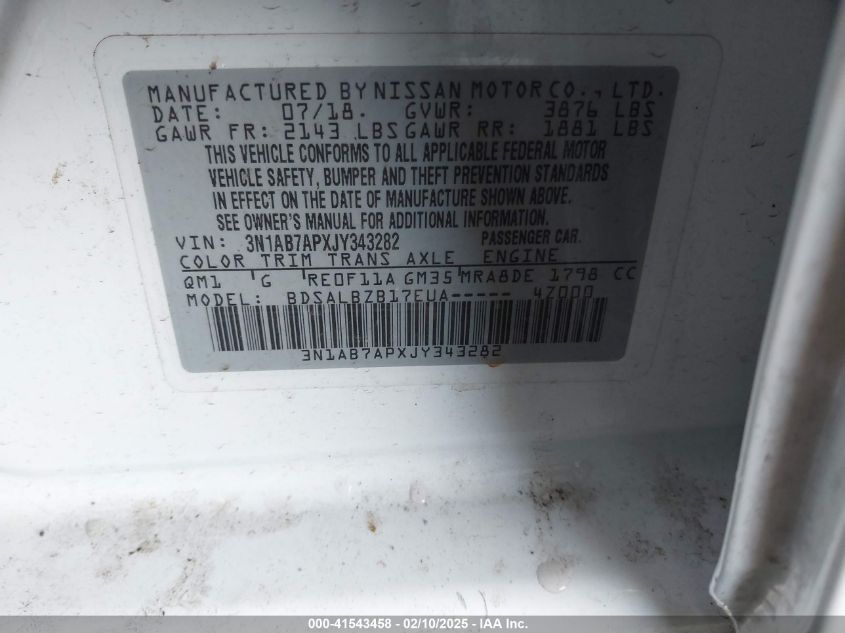 MANUFACTURED BY NISSAN MOTOR CO., LTD.
DATE: 07/18. GVWR: 3876 LBS
GAWR FR: 2143 LBS GAWR RR: 1881 LBS
THIS VEHICLE CONFORMS TO ALL APPLICABLE FEDERAL MOTOR
VEHICLE SAFETY, BUMPER AND THEFT PREVENTION STANDARDS
IN EFFECT ON THE DATE OF MANUFACTURE SHOWN ABOVE.
SEE OWNER'S MANUAL FOR ADDITIONAL INFORMATION.
VIN: 3N1AB7APXJY343282 PASSENGER CAR.
COLOR TRIM TRANS AXLE ENGINE
QM1 G RE0F11A GM35 MRA8DE 1798 CC
MODEL: BDSALBZB17EUA----- 4Z000
3N1AB7APXJY343282
000-41543458 - 02/10/2025 - IAA Inc.